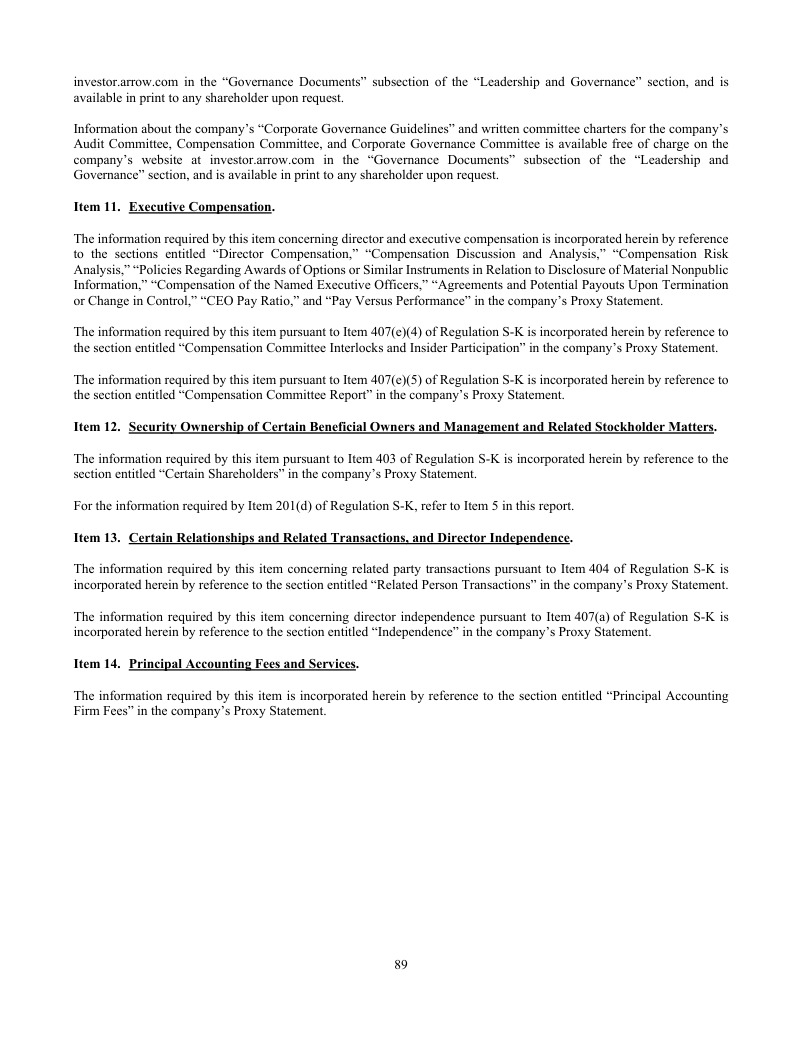 investor.arrow.com in the “Governance Documents” subsection of the “Leadership and Governance” section, and is
available in print to any shareholder upon request.
Information about the company’s “Corporate Governance Guidelines” and written committee charters for the company’s
Audit Committee, Compensation Committee, and Corporate Governance Committee is available free of charge on the
company’s website at investor.arrow.com in the “Governance Documents” subsection of the “Leadership and
Governance” section, and is available in print to any shareholder upon request.
Item 11. Executive Compensation.
The information required by this item concerning director and executive compensation is incorporated herein by reference
to the sections entitled “Director Compensation,” “Compensation Discussion and Analysis,” “Compensation Risk
Analysis,” “Policies Regarding Awards of Options or Similar Instruments in Relation to Disclosure of Material Nonpublic
Information,” “Compensation of the Named Executive Officers,” “Agreements and Potential Payouts Upon Termination
or Change in Control,” “CEO Pay Ratio,” and “Pay Versus Performance” in the company’s Proxy Statement.
The information required by this item pursuant to Item 407(e)(4) of Regulation S-K is incorporated herein by reference to
the section entitled “Compensation Committee Interlocks and Insider Participation” in the company’s Proxy Statement.
The information required by this item pursuant to Item 407(e)(5) of Regulation S-K is incorporated herein by reference to
the section entitled “Compensation Committee Report” in the company’s Proxy Statement.
Item 12. Security Ownership of Certain Beneficial Owners and Management and Related Stockholder Matters.
The information required by this item pursuant to Item 403 of Regulation S-K is incorporated herein by reference to the
section entitled “Certain Shareholders” in the company’s Proxy Statement.
For the information required by Item 201(d) of Regulation S-K, refer to Item 5 in this report.
Item 13. Certain Relationships and Related Transactions, and Director Independence.
The information required by this item concerning related party transactions pursuant to Item 404 of Regulation S-K is
incorporated herein by reference to the section entitled “Related Person Transactions” in the company’s Proxy Statement.
The information required by this item concerning director independence pursuant to Item 407(a) of Regulation S-K is
incorporated herein by reference to the section entitled “Independence” in the company’s Proxy Statement.
Item 14. Principal Accounting Fees and Services.
The information required by this item is incorporated herein by reference to the section entitled “Principal Accounting
Firm Fees” in the company’s Proxy Statement.
89